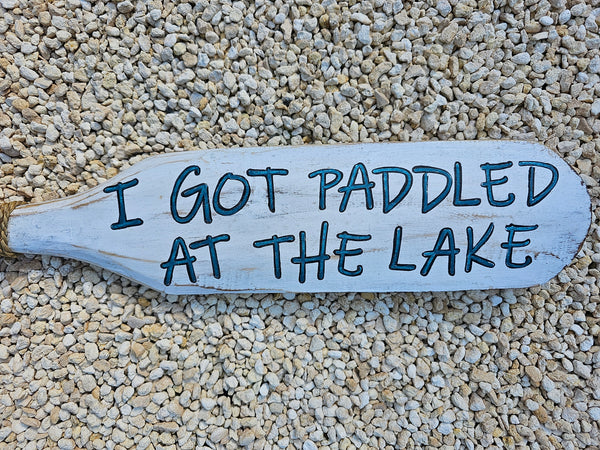 I GOT PADDLED
AT THE LAKE